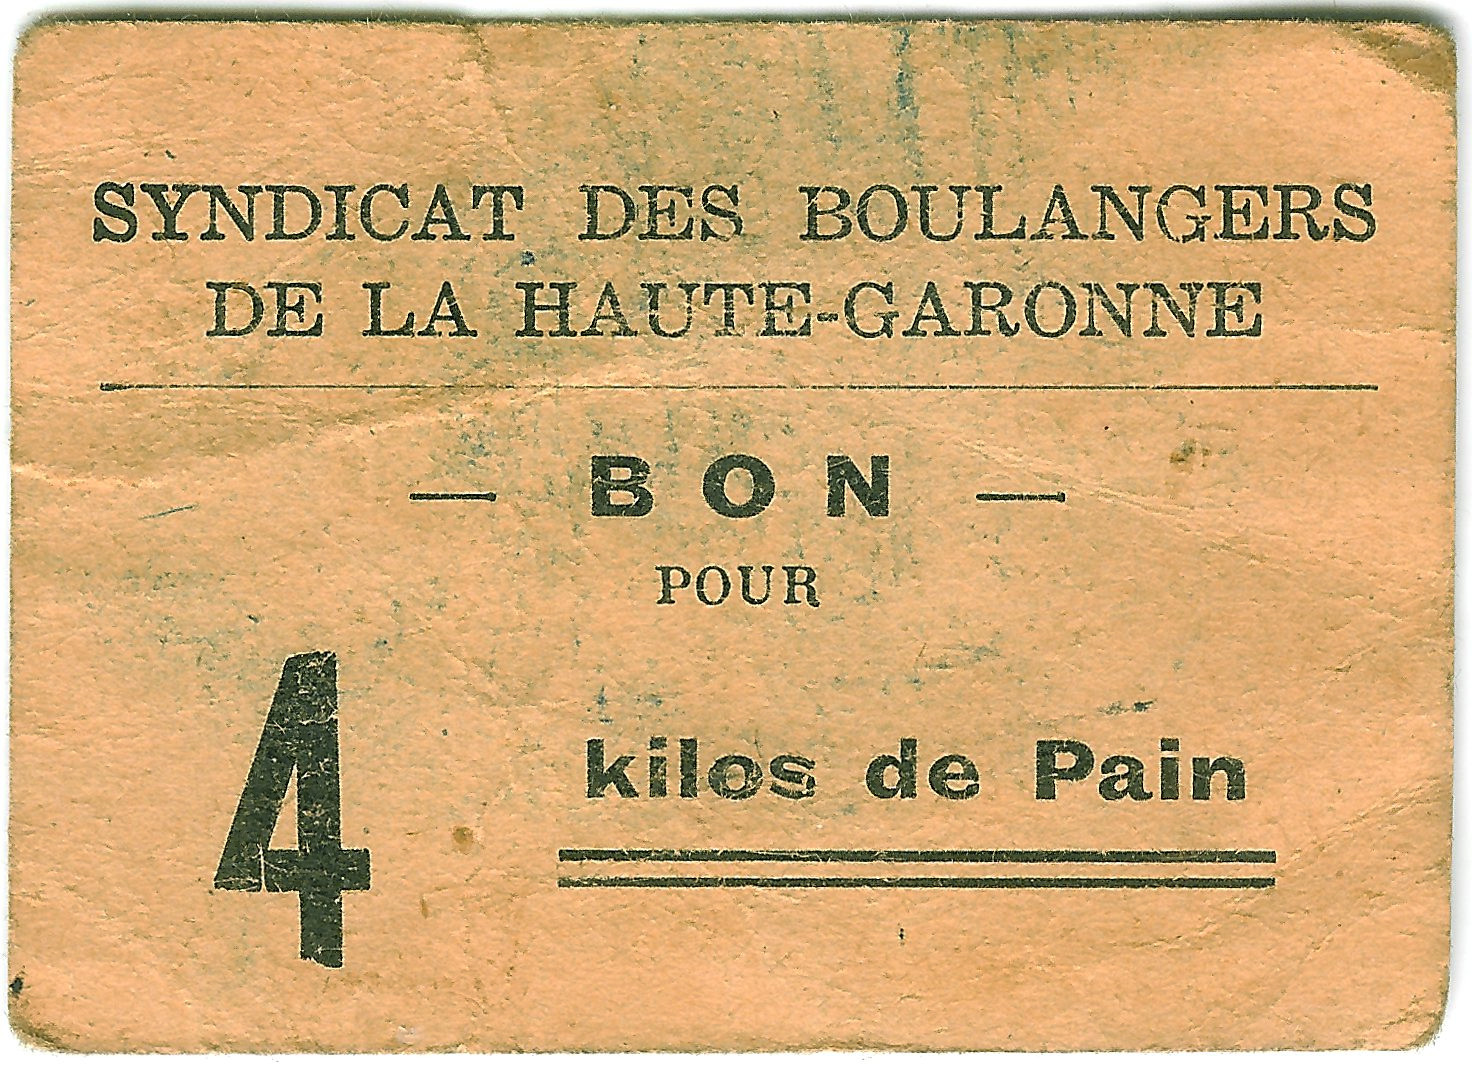 SYNDICAT DES BOULANGERS
DE LA HAUTE-GARONNE
— BON —
POUR
4 kilos de Pain